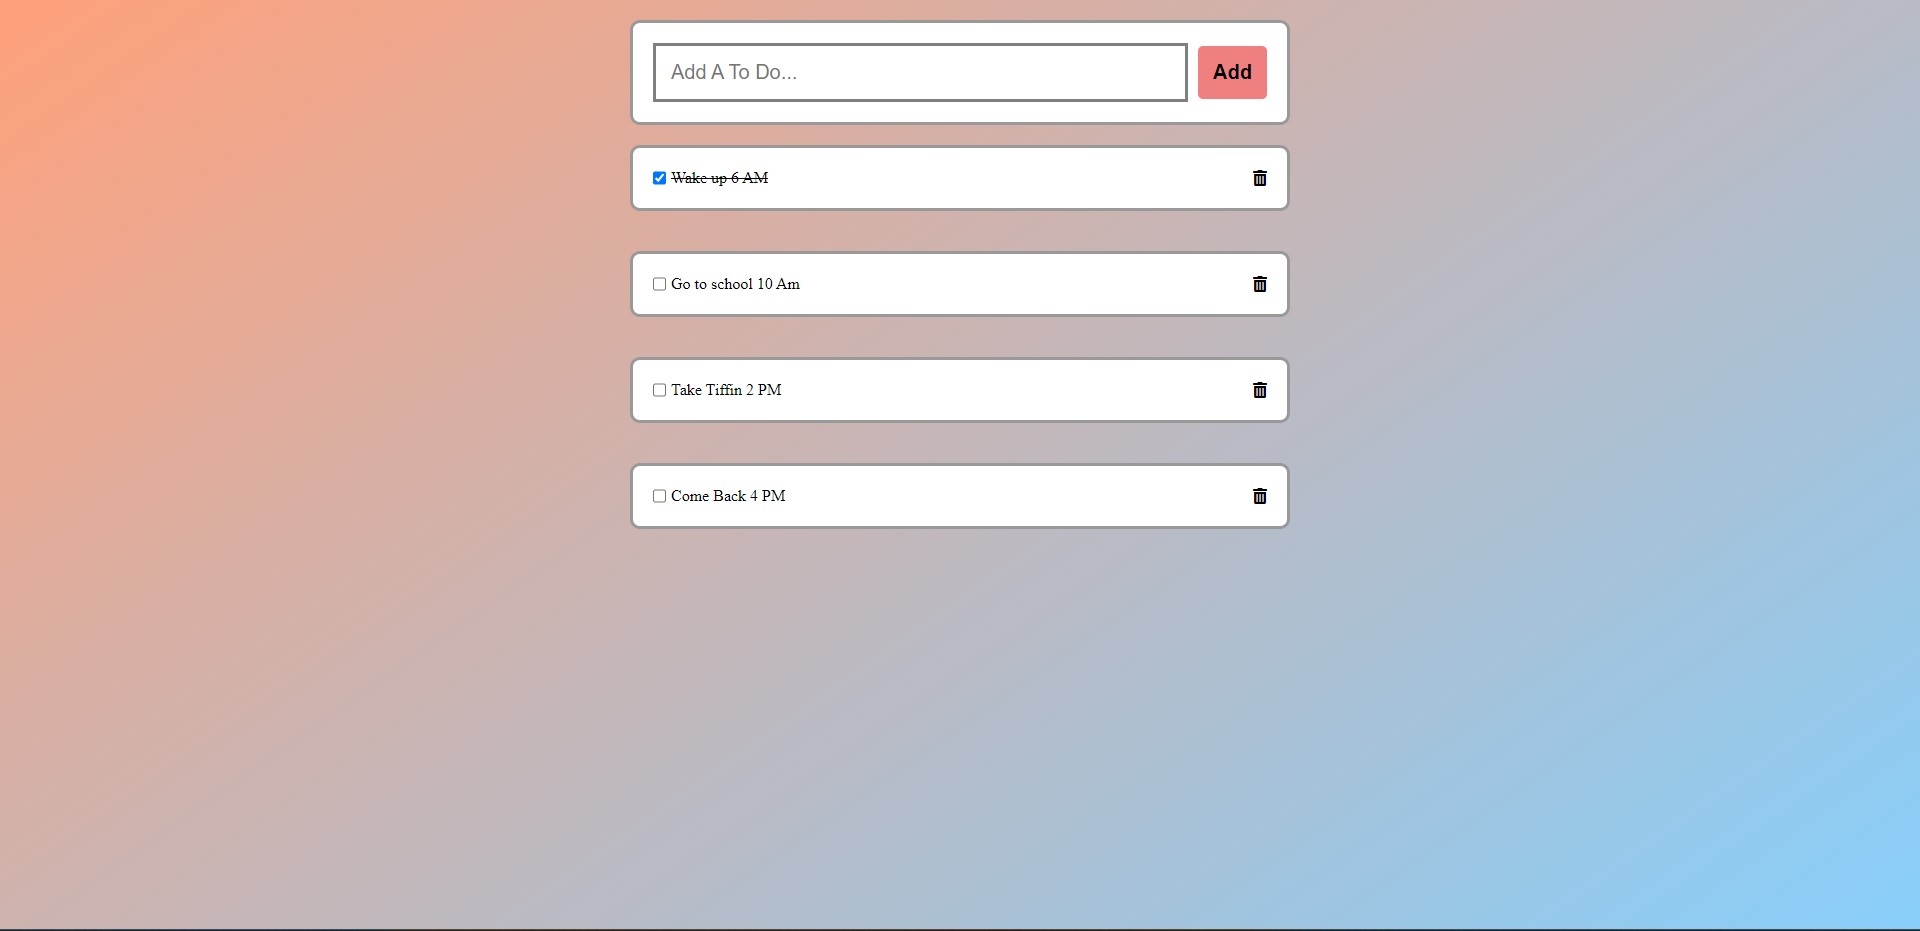 Add A To Do...
Add
Wake up 6 AM
Go to school 10 Am
Take Tiffin 2 PM
Come Back 4 PM